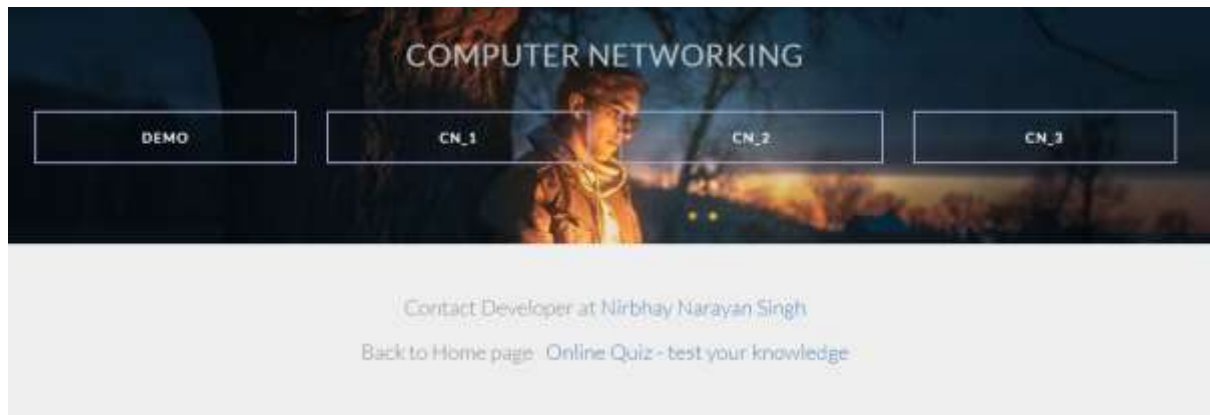 COMPUTER NETWORKING
DEMO CN_1 CN_2 CN_3
Contact Developer at Nirbhay Narayan Singh
Back to Home page Online Quiz - test your knowledge